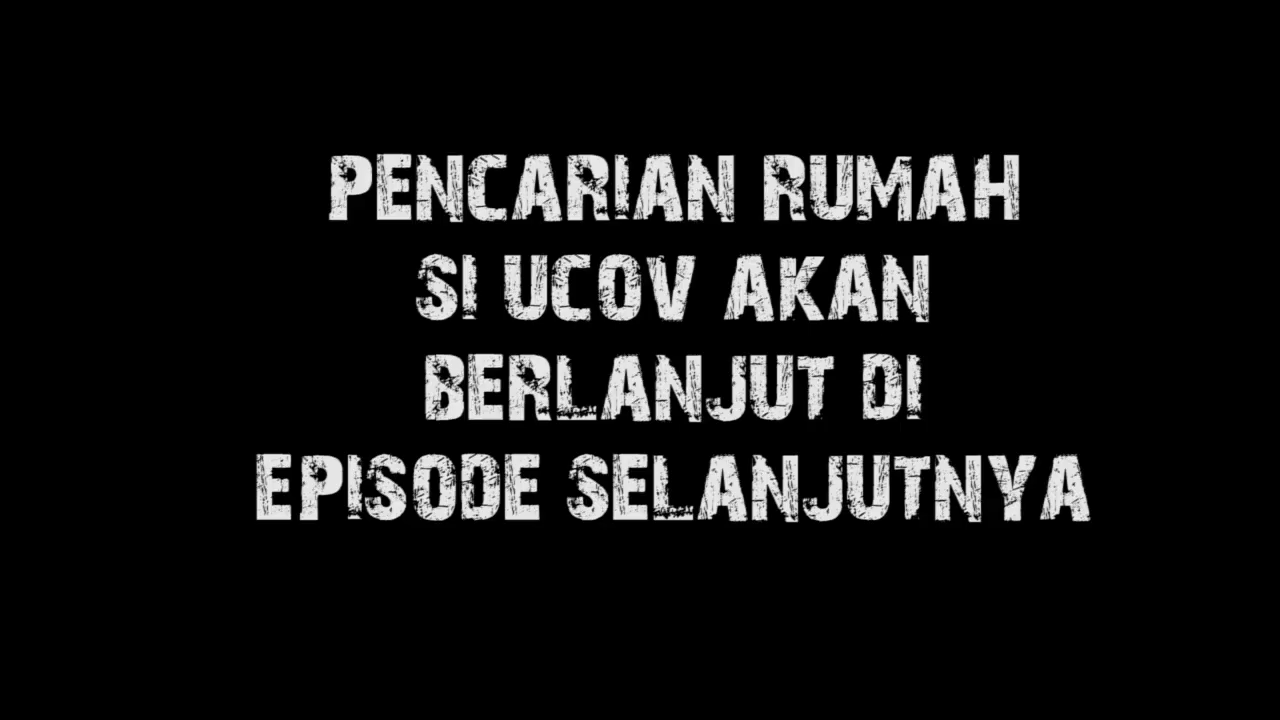 PENCARIAN RUMAH
SI UCOV AKAN
BERLANJUT DI
EPISODE SELANJUTNYA